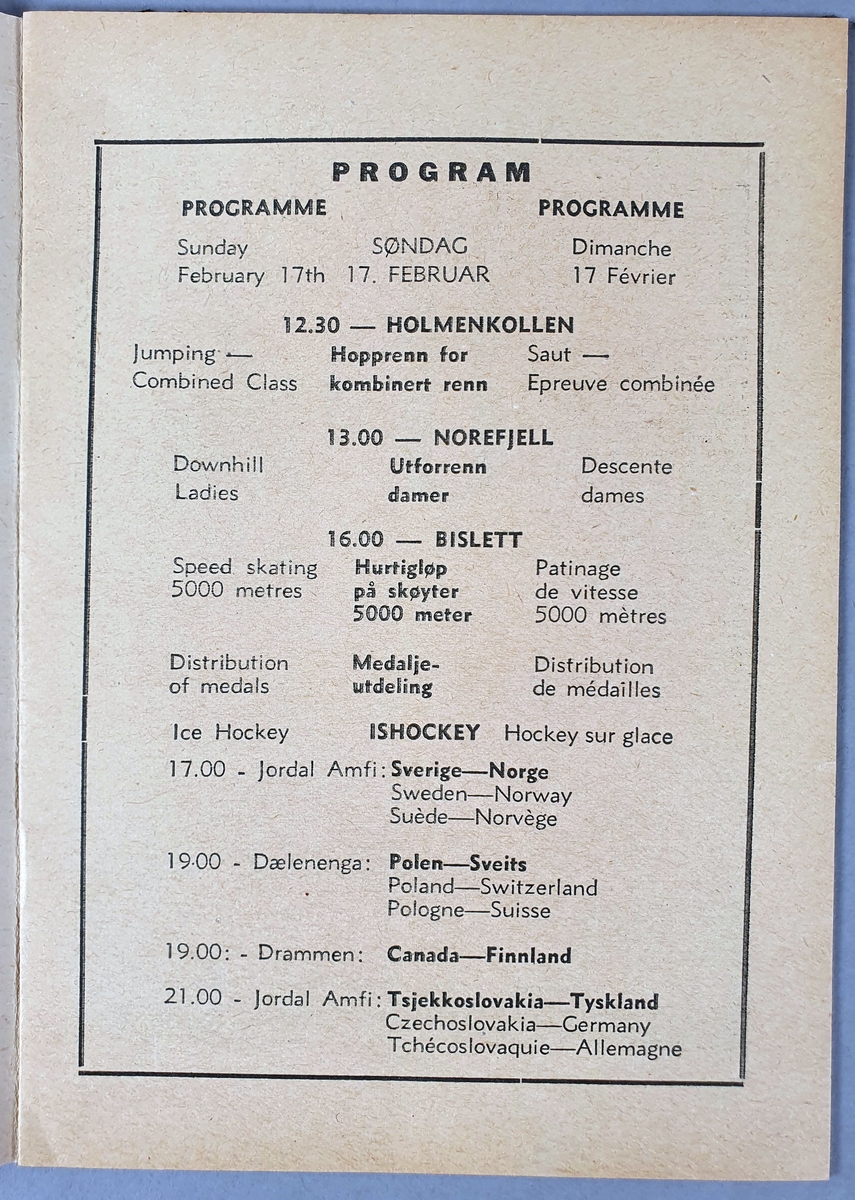 PROGRAM
PROGRAMME PROGRAMME
Sunday SØNDAG Dimanche
February 17th 17. FEBRUAR 17 Février
12.30 — HOLMENKOLLEN
Jumping — Hopprenn for Saut —
Combined Class kombinert renn Epreuve combinée
13.00 — NOREFJELL
Downhill Utforrenn Descente
Ladies damer dames
16.00 — BISLETT
Speed skating Hurtigløp Patinage
5000 metres på skøyter de vitesse
5000 meter 5000 mètres
Distribution Medalje- Distribution
of medals utdeling de médailles
Ice Hockey ISHOCKEY Hockey sur glace
17.00 - Jordal Amfi: Sverige—Norge
Sweden—Norway
Suède—Norvège
19.00 - Dælenenga: Polen—Sveits
Poland—Switzerland
Pologne—Suisse
19.00: - Drammen: Canada—Finnland
21.00 - Jordal Amfi: Tsjekkoslovakia—Tyskland
Czechoslovakia—Germany
Tchécoslovaquie—Allemagne